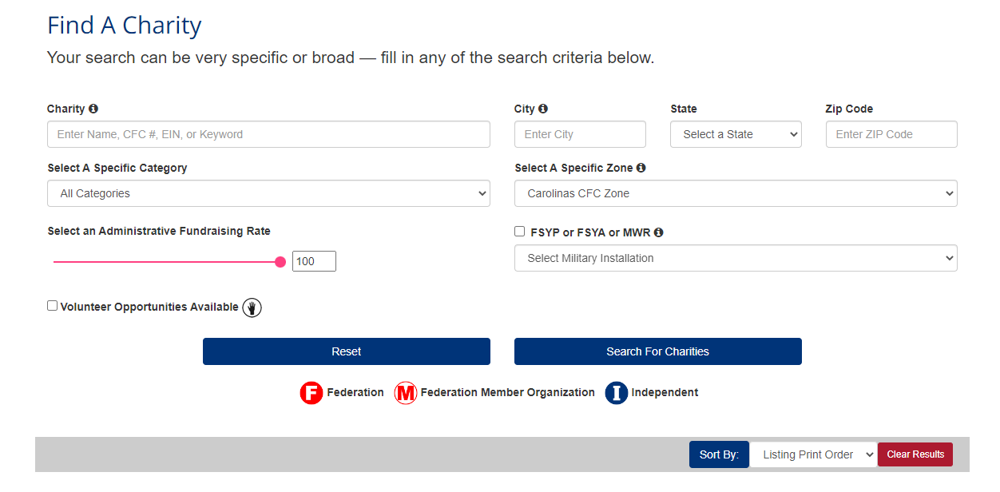 Find A Charity
Your search can be very specific or broad — fill in any of the search criteria below.
Charity
City
State
Zip Code
Enter Name, CFC #, EIN, or Keyword
Enter City
Select a State
Enter ZIP Code
Select A Specific Category
Select A Specific Zone
All Categories
Carolinas CFC Zone
Select an Administrative Fundraising Rate
FSYP or FSYA or MWR
100
Select Military Installation
Volunteer Opportunities Available
Reset
Search For Charities
F Federation
M Federation Member Organization
I Independent
Sort By:
Listing Print Order
Clear Results